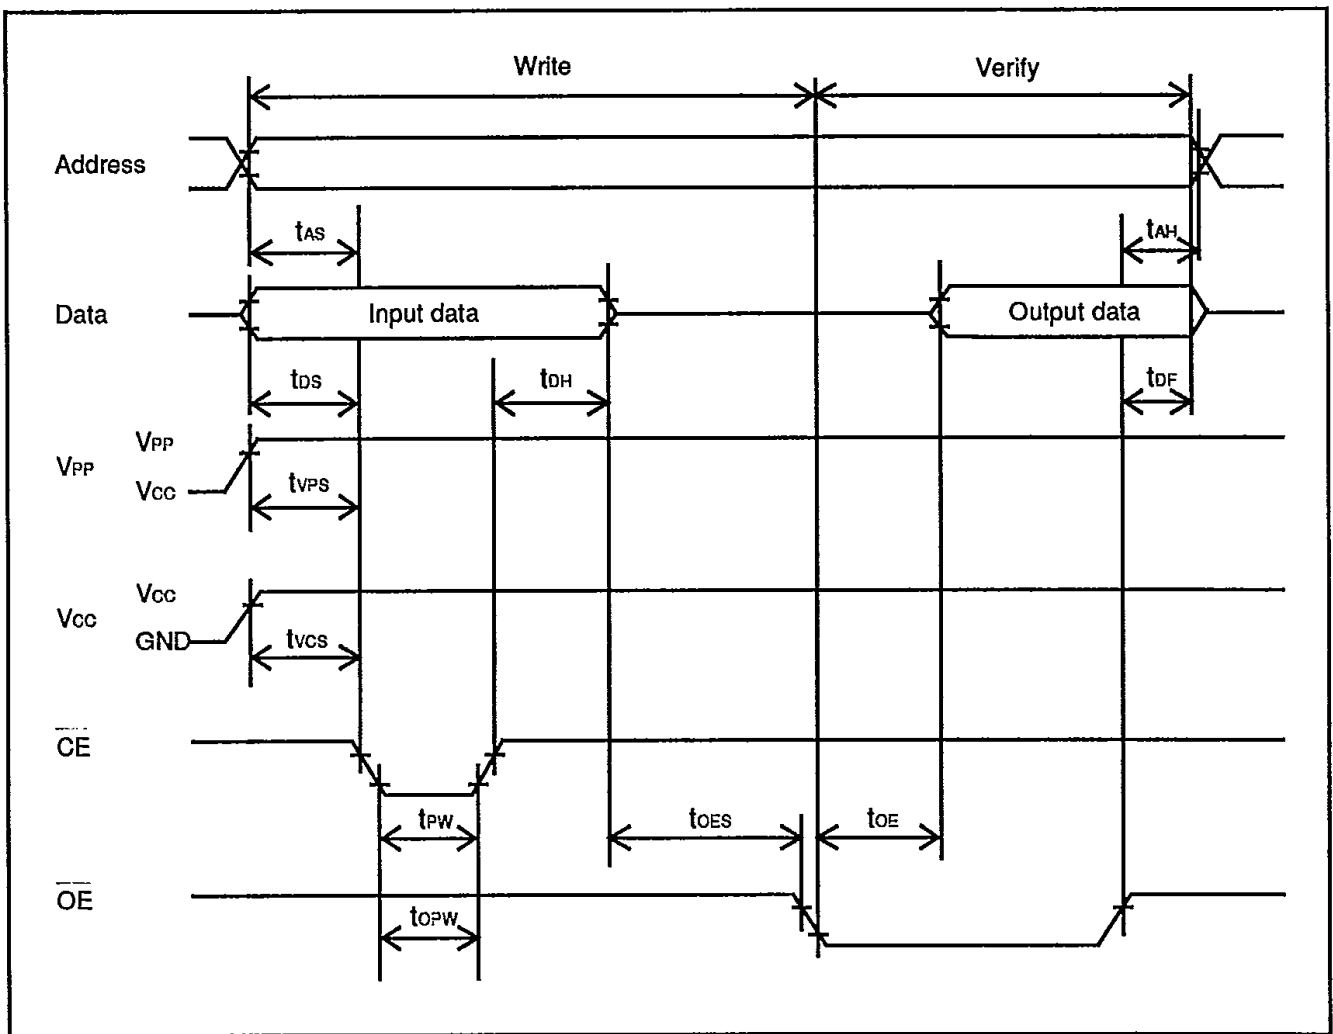 Write
Verify
Address
tAS
tAH
Data
Input data
Output data
tDS
tDH
tDF
VPP
VPP
VCC
tVPS
VCC
VCC
GND
tVCS
CE
tPW
tOES
tOE
OE
tOPW